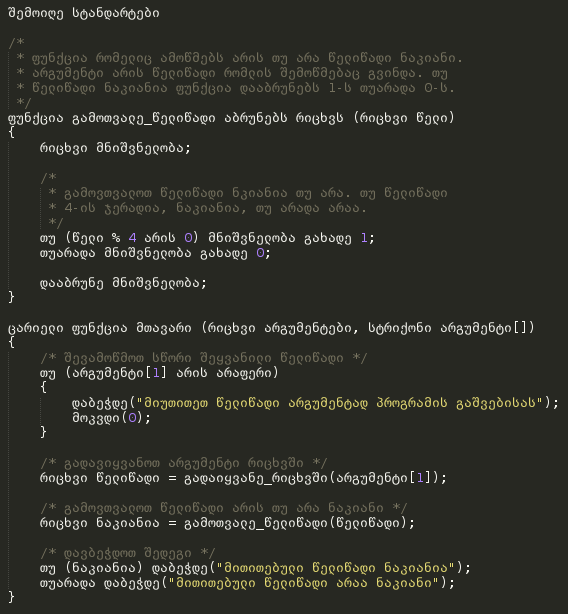 შემოიღე სტანდარტები
/*
* ფუნქცია რომელიც ამოწმებს არის თუ არა წელიწადი ნაკიანი.
* არგუმენტი არის წელიწადი რომლის შემოწმებაც გვინდა. თუ
* წელიწადი ნაკიანია ფუნქცია დააბრუნებს 1-ს თუარადა 0-ს.
*/
ფუნქცია გამოთვალე_წელიწადი აბრუნებს რიცხვს (რიცხვი წელი)
{
რიცხვი მნიშვნელობა;
/*
* გამოვთვალოთ წელიწადი ნკიანია თუ არა. თუ წელიწადი
* 4-ის ჯერადია, ნაკიანია, თუ არადა არაა.
*/
თუ (წელი % 4 არის 0) მნიშვნელობა გახადე 1;
თუარადა მნიშვნელობა გახადე 0;
დააბრუნე მნიშვნელობა;
}
ცარიელი ფუნქცია მთავარი (რიცხვი არგუმენტები, სტრიქონი არგუმენტი[])
{
/* შევამოწმოთ სწორი შეყვანილი წელიწადი */
თუ (არგუმენტი[1] არის არაფერი)
{
დაბეჭდე("მიუთითეთ წელიწადი არგუმენტად პროგრამის გაშვებისას");
მოკვდი(0);
}
/* გადავიყვანოთ არგუმენტი რიცხვში */
რიცხვი წელიწადი = გადაიყვანე_რიცხვში(არგუმენტი[1]);
/* გამოვთვალოთ წელიწადი არის თუ არა ნაკიანი */
რიცხვი ნაკიანია = გამოთვალე_წელიწადი(წელიწადი);
/* დავბეჭდოთ შედეგი */
თუ (ნაკიანია) დაბეჭდე("მითითებული წელიწადი ნაკიანია");
თუარადა დაბეჭდე("მითითებული წელიწადი არაა ნაკიანი");
}